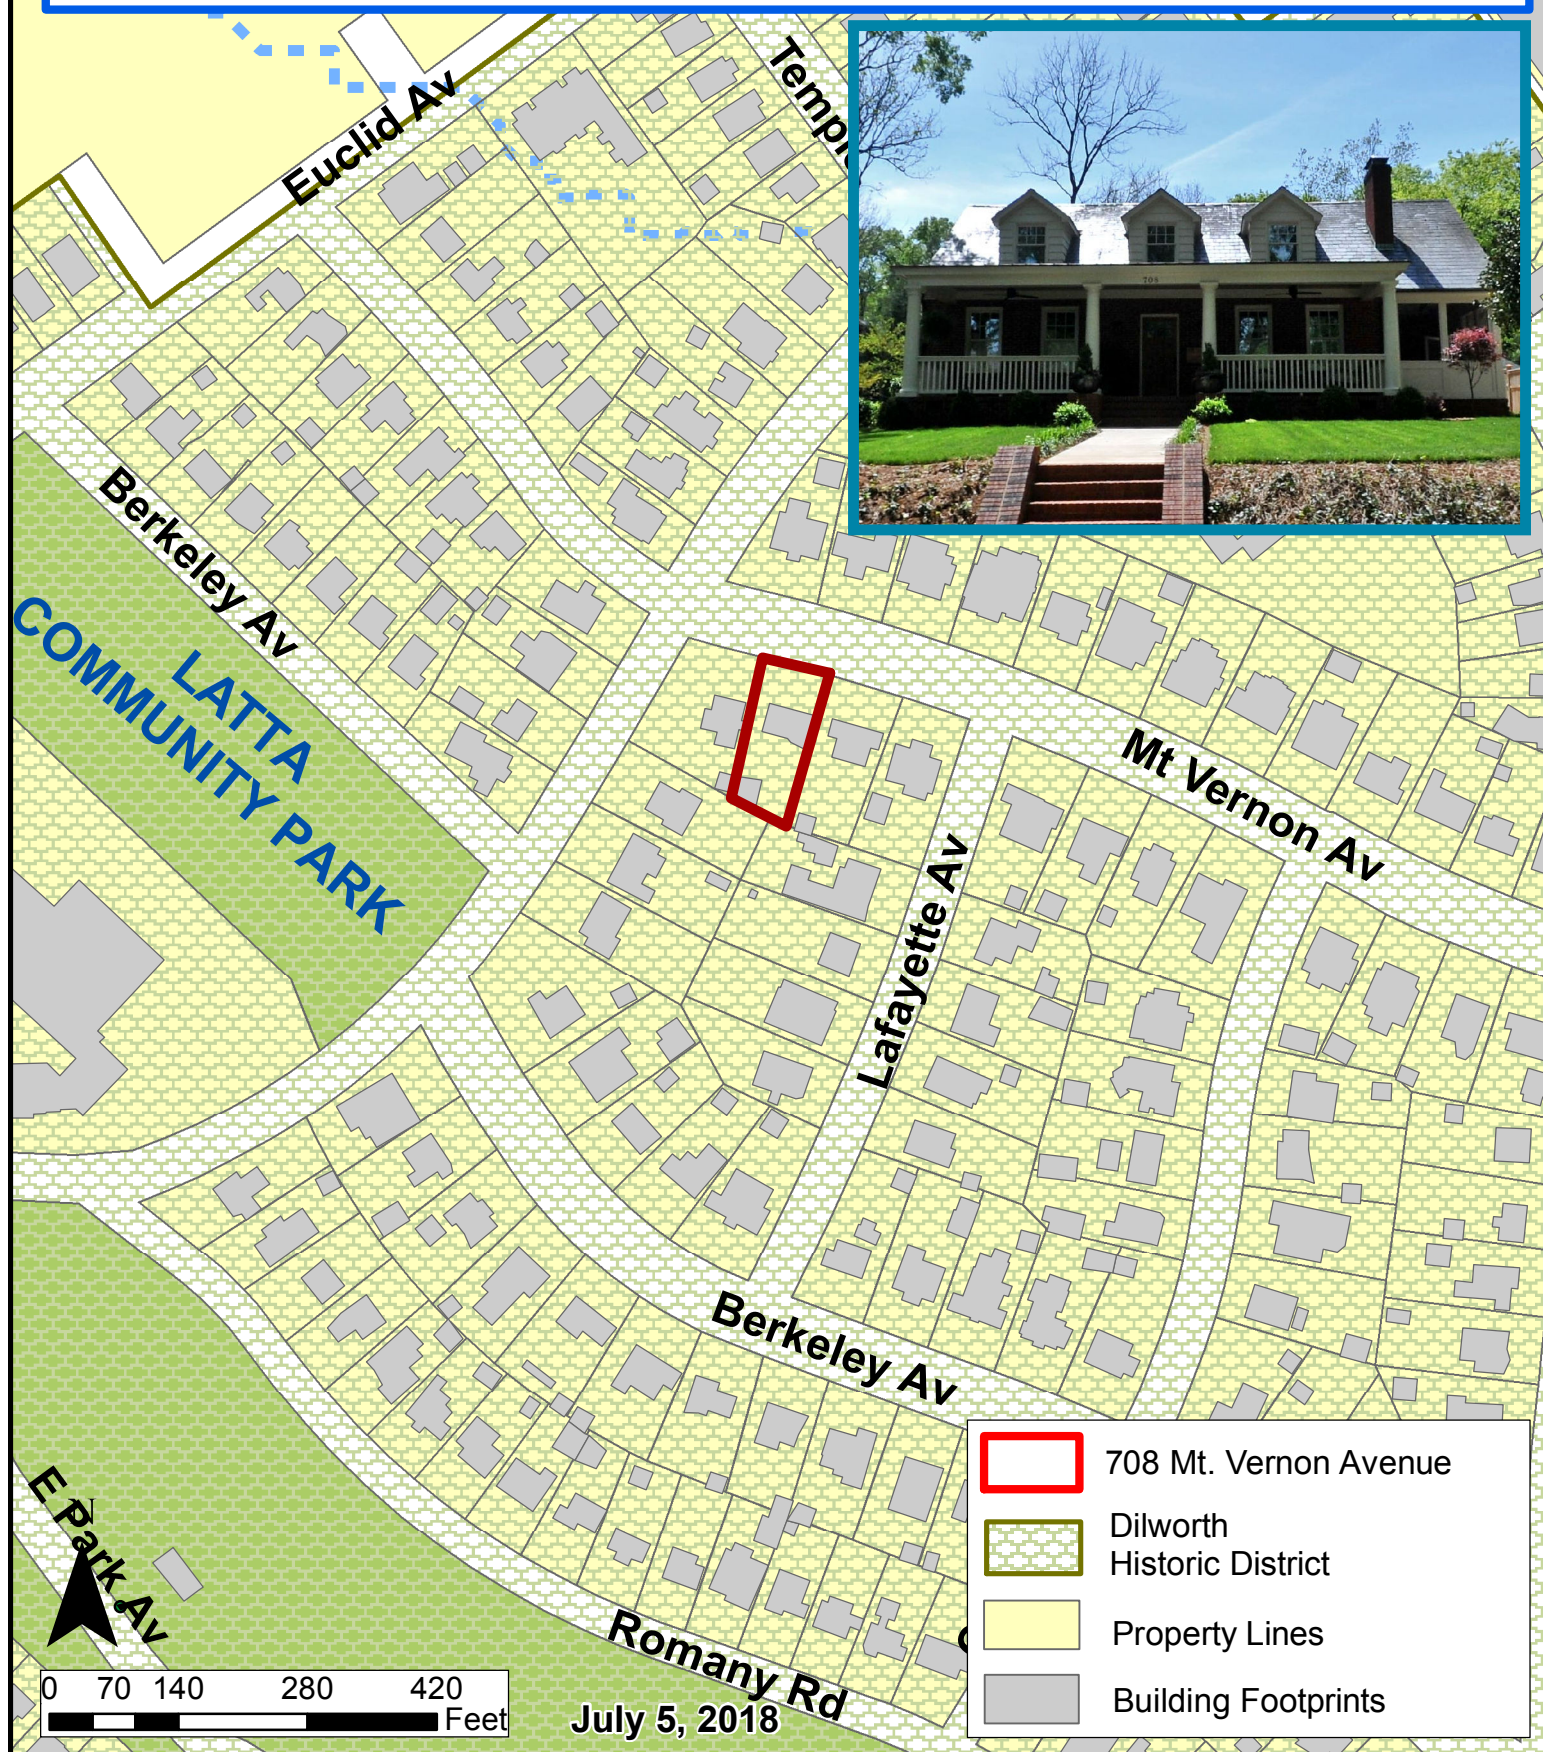 Euclid Av
Temple
708
Berkeley Av
LATTA
COMMUNITY PARK
Mt Vernon Av
Lafayette Av
Berkeley Av
E Park Av
N
Romany Rd
708 Mt. Vernon Avenue
Dilworth
Historic District
Property Lines
Building Footprints
0 70 140 280 420
Feet
July 5, 2018